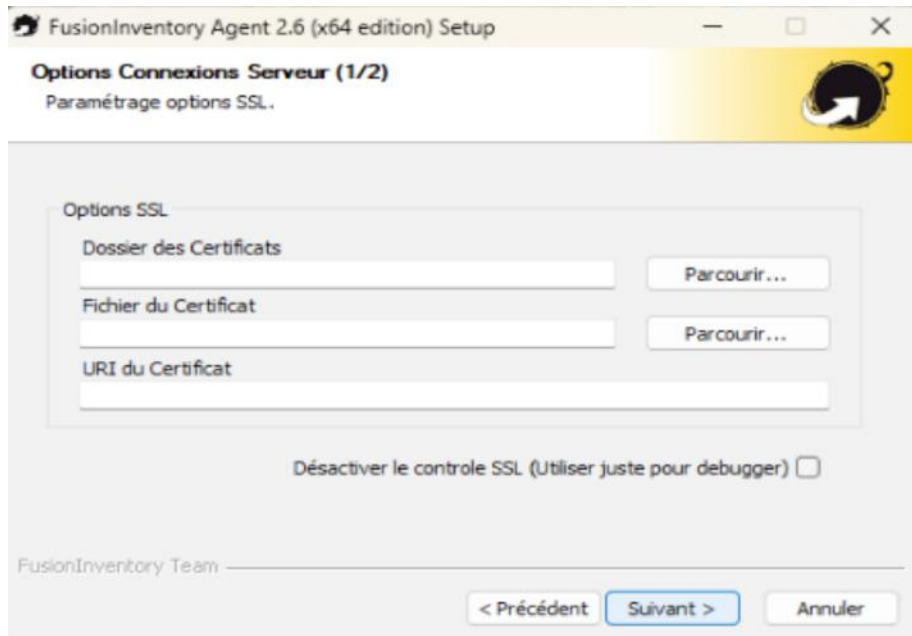 FusionInventory Agent 2.6 (x64 edition) Setup
Options Connexions Serveur (1/2)
Paramétrage options SSL.
Options SSL
Dossier des Certificats
Parcourir...
Fichier du Certificat
Parcourir...
URI du Certificat
Désactiver le controle SSL (Utiliser juste pour debugger)
FusionInventory Team
< Précédent Suivant > Annuler